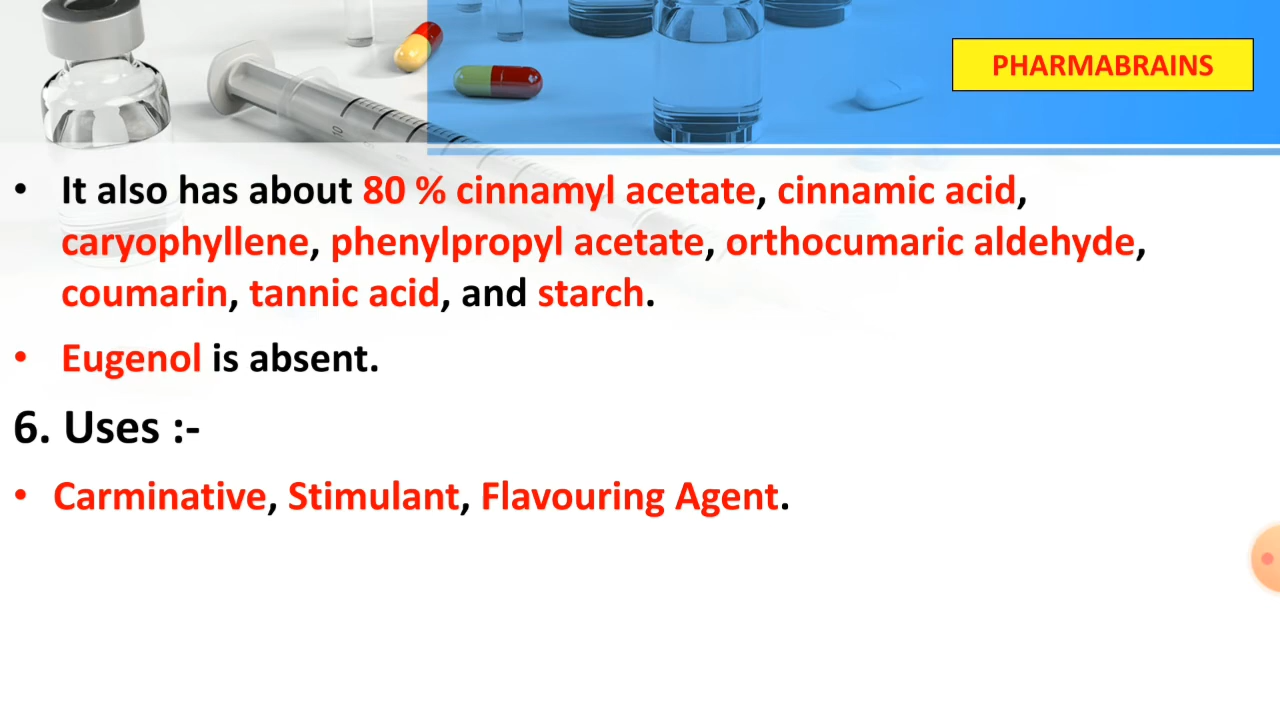 PHARMABRAINS
• It also has about 80 % cinnamyl acetate, cinnamic acid,
caryophyllene, phenylpropyl acetate, orthocumaric aldehyde,
coumarin, tannic acid, and starch.
• Eugenol is absent.
6. Uses :-
• Carminative, Stimulant, Flavouring Agent.